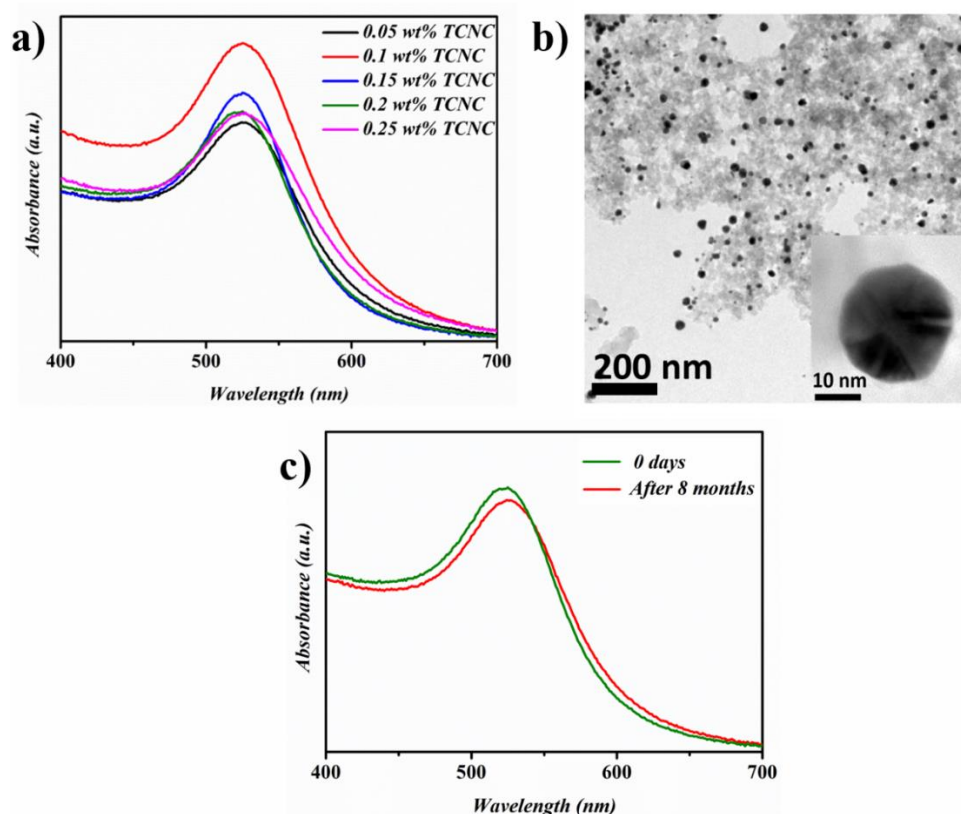 a)
0.05 wt% TCNC
0.1 wt% TCNC
0.15 wt% TCNC
0.2 wt% TCNC
0.25 wt% TCNC
Absorbance (a.u.)
400
500
600
700
Wavelength (nm)
b)
200 nm
10 nm
c)
0 days
After 8 months
Absorbance (a.u.)
400
500
600
700
Wavelength (nm)